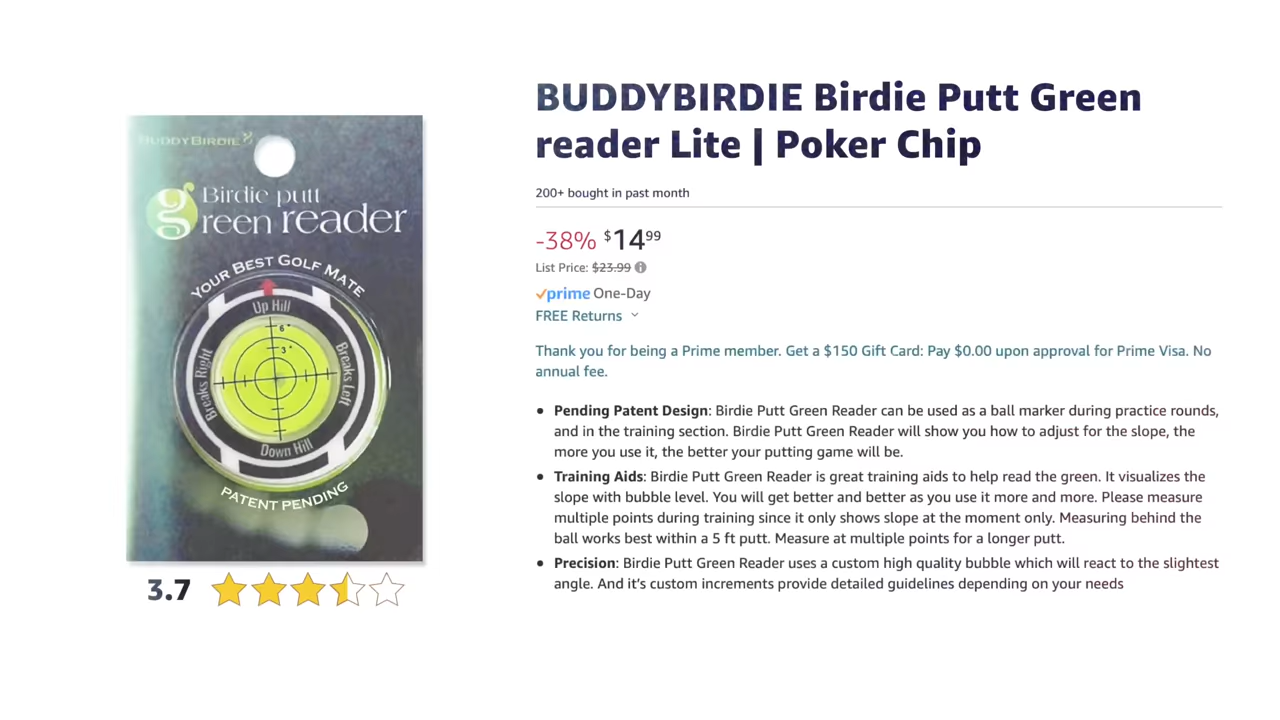 BUDDYBIRDIE
Birdie putt
green reader
YOUR BEST GOLF MATE
Up Hill
6°
3°
Breaks Right
Breaks Left
Down Hill
PATENT PENDING
3.7
BUDDYBIRDIE Birdie Putt Green
reader Lite | Poker Chip
200+ bought in past month
-38% $14 99
List Price: $23.99
prime One-Day
FREE Returns
Thank you for being a Prime member. Get a $150 Gift Card: Pay $0.00 upon approval for Prime Visa. No
annual fee.
• Pending Patent Design: Birdie Putt Green Reader can be used as a ball marker during practice rounds,
and in the training section. Birdie Putt Green Reader will show you how to adjust for the slope, the
more you use it, the better your putting game will be.
• Training Aids: Birdie Putt Green Reader is great training aids to help read the green. It visualizes the
slope with bubble level. You will get better and better as you use it more and more. Please measure
multiple points during training since it only shows slope at the moment only. Measuring behind the
ball works best within a 5 ft putt. Measure at multiple points for a longer putt.
• Precision: Birdie Putt Green Reader uses a custom high quality bubble which will react to the slightest
angle. And it's custom increments provide detailed guidelines depending on your needs